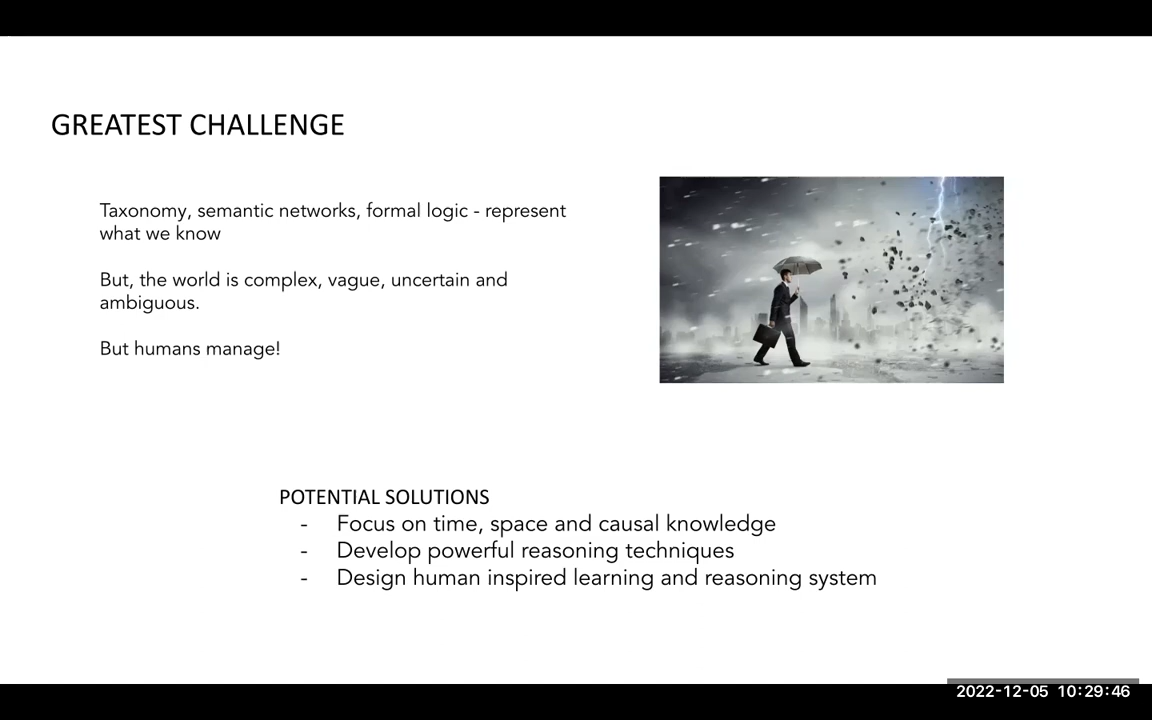 GREATEST CHALLENGE
Taxonomy, semantic networks, formal logic - represent
what we know
But, the world is complex, vague, uncertain and
ambiguous.
But humans manage!
POTENTIAL SOLUTIONS
- Focus on time, space and causal knowledge
- Develop powerful reasoning techniques
- Design human inspired learning and reasoning system
2022-12-05 10:29:46